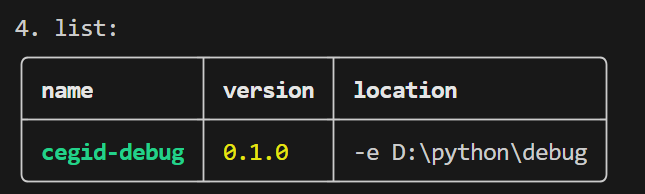 4. list:
name version location
cegid-debug 0.1.0 -e D:\python\debug